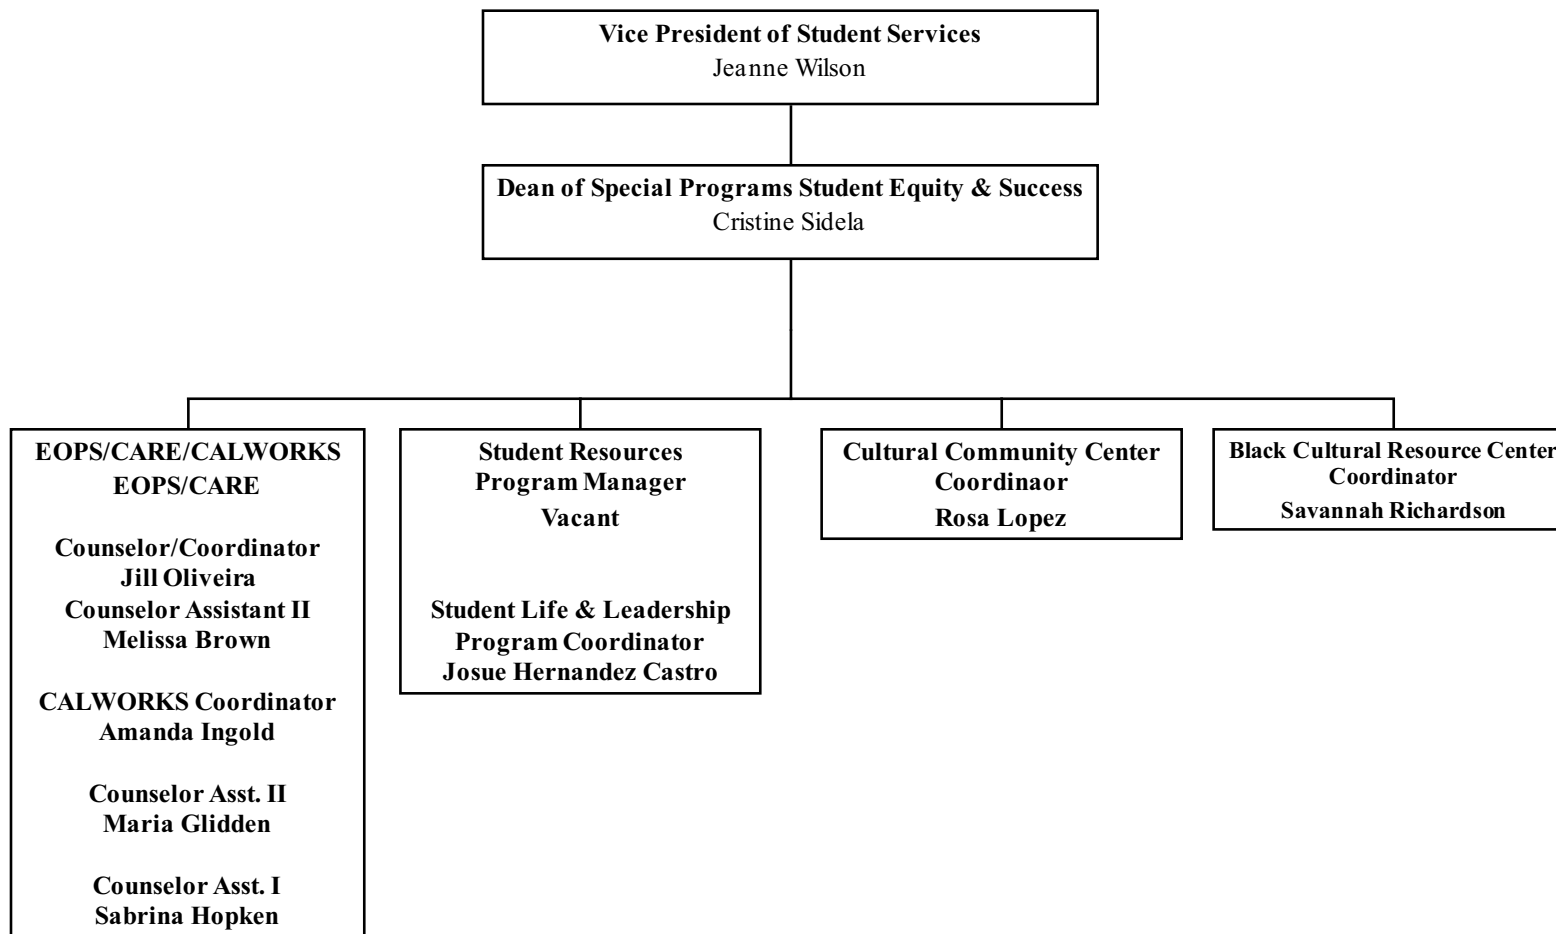 Vice President of Student Services
Jeanne Wilson
Dean of Special Programs Student Equity & Success
Cristine Sidela
EOPS/CARE/CALWORKS
EOPS/CARE
Counselor/Coordinator
Jill Oliveira
Counselor Assistant II
Melissa Brown
CALWORKS Coordinator
Amanda Ingold
Counselor Asst. II
Maria Glidden
Counselor Asst. I
Sabrina Hopken
Student Resources
Program Manager
Vacant
Student Life & Leadership
Program Coordinator
Josue Hernandez Castro
Cultural Community Center
Coordinaor
Rosa Lopez
Black Cultural Resource Center
Coordinator
Savannah Richardson